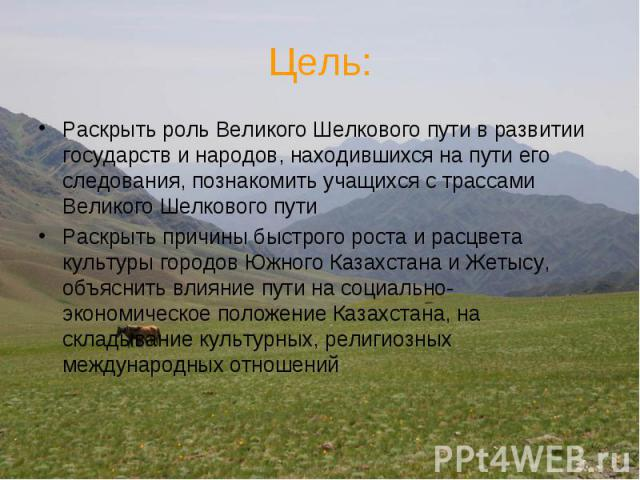 Цель:
• Раскрыть роль Великого Шелкового пути в развитии
государств и народов, находившихся на пути его
следования, познакомить учащихся с трассами
Великого Шелкового пути
• Раскрыть причины быстрого роста и расцвета
культуры городов Южного Казахстана и Жетысу,
объяснить влияние пути на социально-
экономическое положение Казахстана, на
складывание культурных, религиозных
международных отношений
PPt4WEB.ru